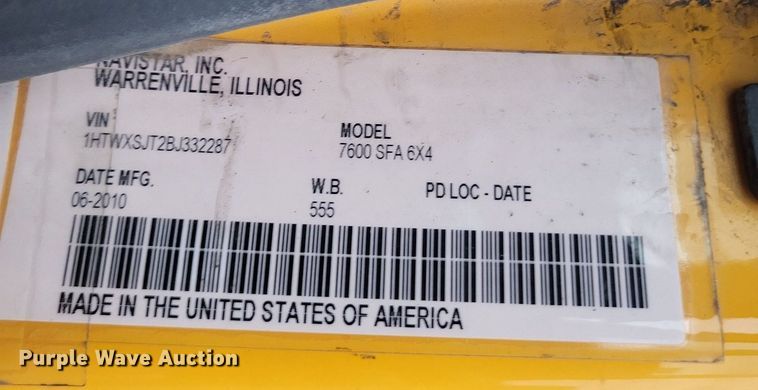 NAVISTAR, INC.
WARRENVILLE, ILLINOIS
VIN
1HTWXSJT2BJ332287
MODEL
7600 SFA 6X4
DATE MFG.
06-2010
W.B.
555
PD LOC - DATE
MADE IN THE UNITED STATES OF AMERICA
Purple Wave Auction